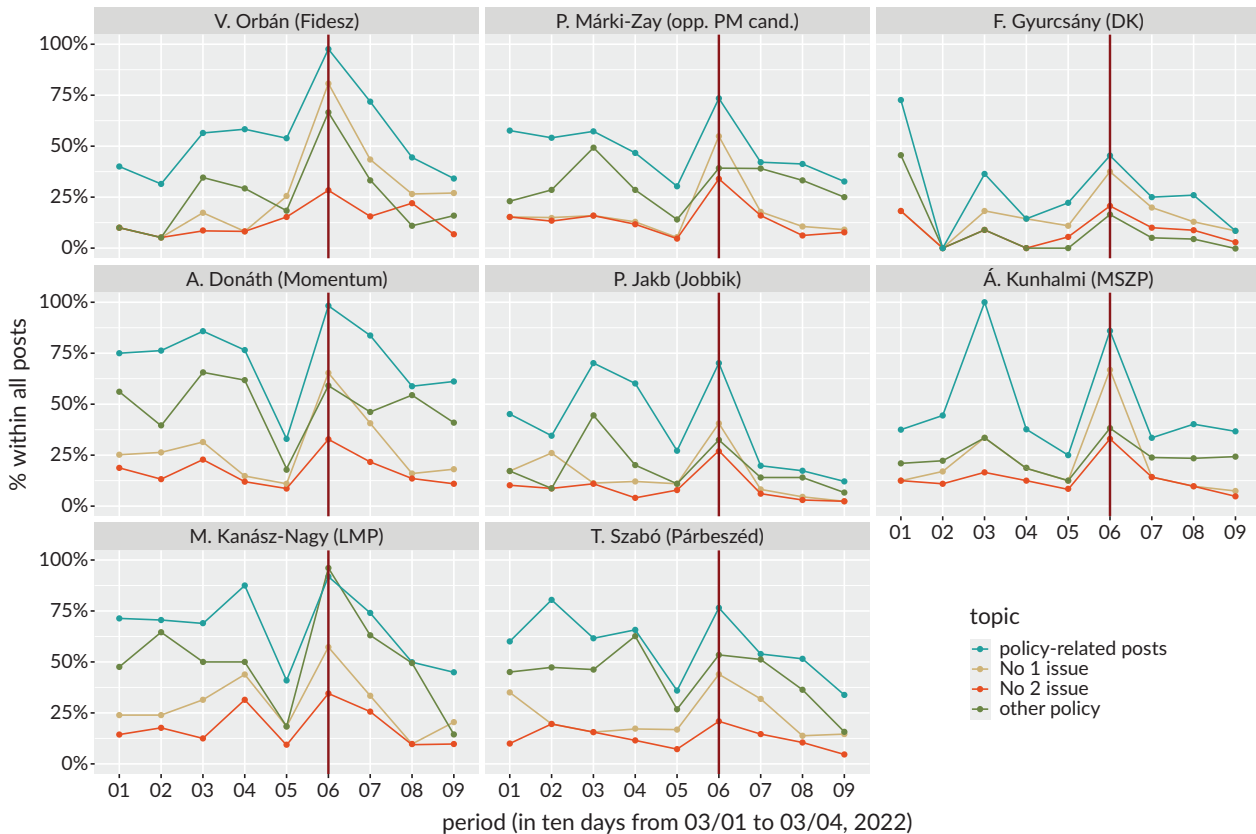 V. Orbán (Fidesz)
P. Márki-Zay (opp. PM cand.)
F. Gyurcsány (DK)
100%
75%
50%
25%
0%
A. Donáth (Momentum)
P. Jakb (Jobbik)
Á. Kunhalmi (MSZP)
100%
75%
50%
25%
0%
% within all posts
01 02 03 04 05 06 07 08 09
M. Kanász-Nagy (LMP)
T. Szabó (Párbeszéd)
100%
75%
50%
25%
0%
01 02 03 04 05 06 07 08 09
01 02 03 04 05 06 07 08 09
topic
policy-related posts
No 1 issue
No 2 issue
other policy
period (in ten days from 03/01 to 03/04, 2022)